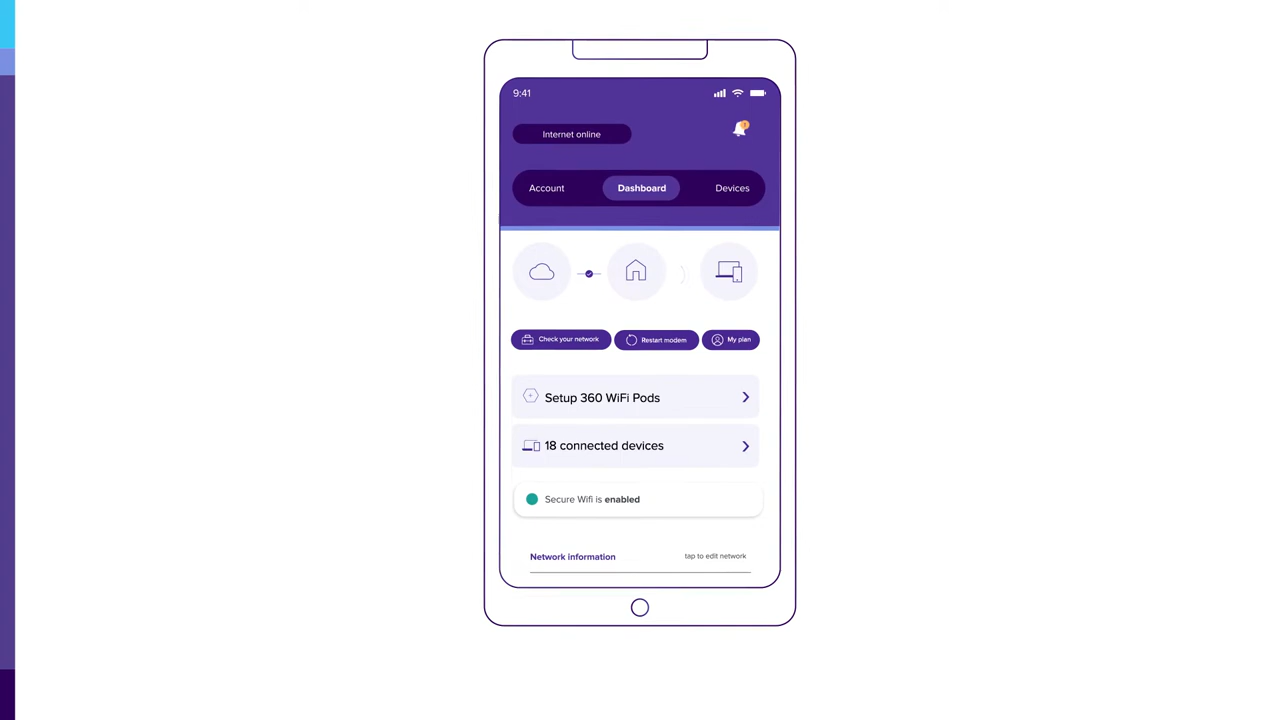 9:41
Internet online
1
Account Dashboard Devices
Check your network Restart modem My plan
Setup 360 WiFi Pods
18 connected devices
Secure Wifi is enabled
Network information tap to edit network